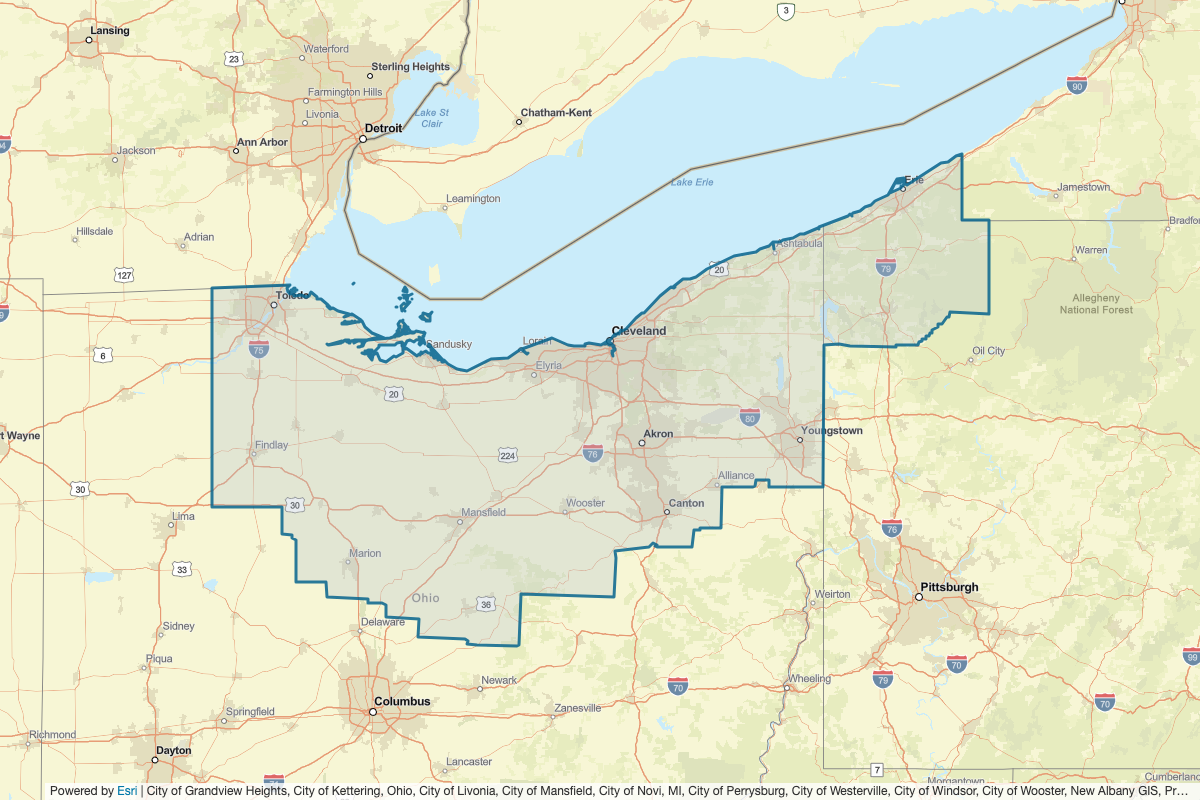 3
Lansing
Waterford
23
Sterling Heights
90
Farmington Hills
Livonia
Lake St
Clair
Chatham-Kent
Detroit
Ann Arbor
Jackson
Lake Erie
Erie
Jamestown
Leamington
Bradfo
Hillsdale
Adrian
Ashtabula
Warren
127
20
79
Toledo
Allegheny
National Forest
Cleveland
Lorain
Sandusky
75
6
Oil City
Elyria
20
80
rt Wayne
Akron
Youngstown
Findlay
76
224
Alliance
30
30
Wooster
Canton
Lima
Mansfield
76
Marion
33
Pittsburgh
Weirton
Ohio
36
Delaware
Sidney
Piqua
99
70
Wheeling
79
Newark
70
70
Columbus
Zanesville
Springfield
Richmond
Dayton
Lancaster
7
Cumberland
Morgantown
Powered by Esri | City of Grandview Heights, City of Kettering, Ohio, City of Livonia, City of Mansfield, City of Novi, MI, City of Perrysburg, City of Westerville, City of Windsor, City of Wooster, New Albany GIS, Pr...